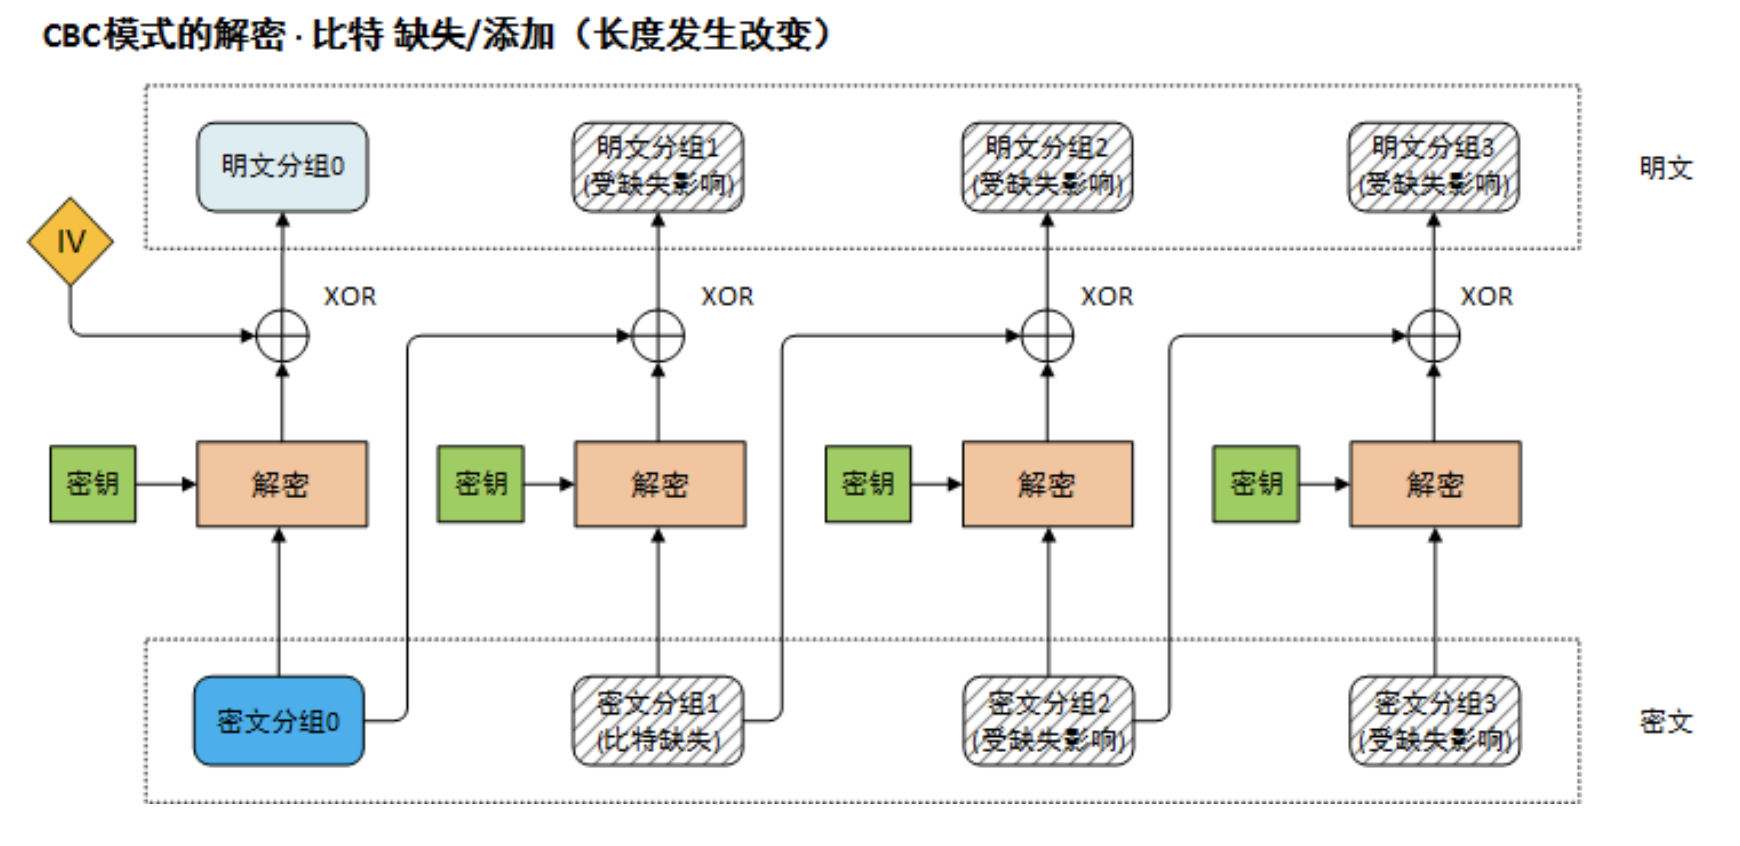 CBC模式的解密·比特 缺失/添加（长度发生改变）
明文分组0
明文分组1
(受缺失影响)
明文分组2
(受缺失影响)
明文分组3
(受缺失影响)
明文
IV
XOR
XOR
XOR
XOR
密钥
解密
密钥
解密
密钥
解密
密钥
解密
密文分组0
密文分组1
(比特缺失)
密文分组2
(受缺失影响)
密文分组3
(受缺失影响)
密文